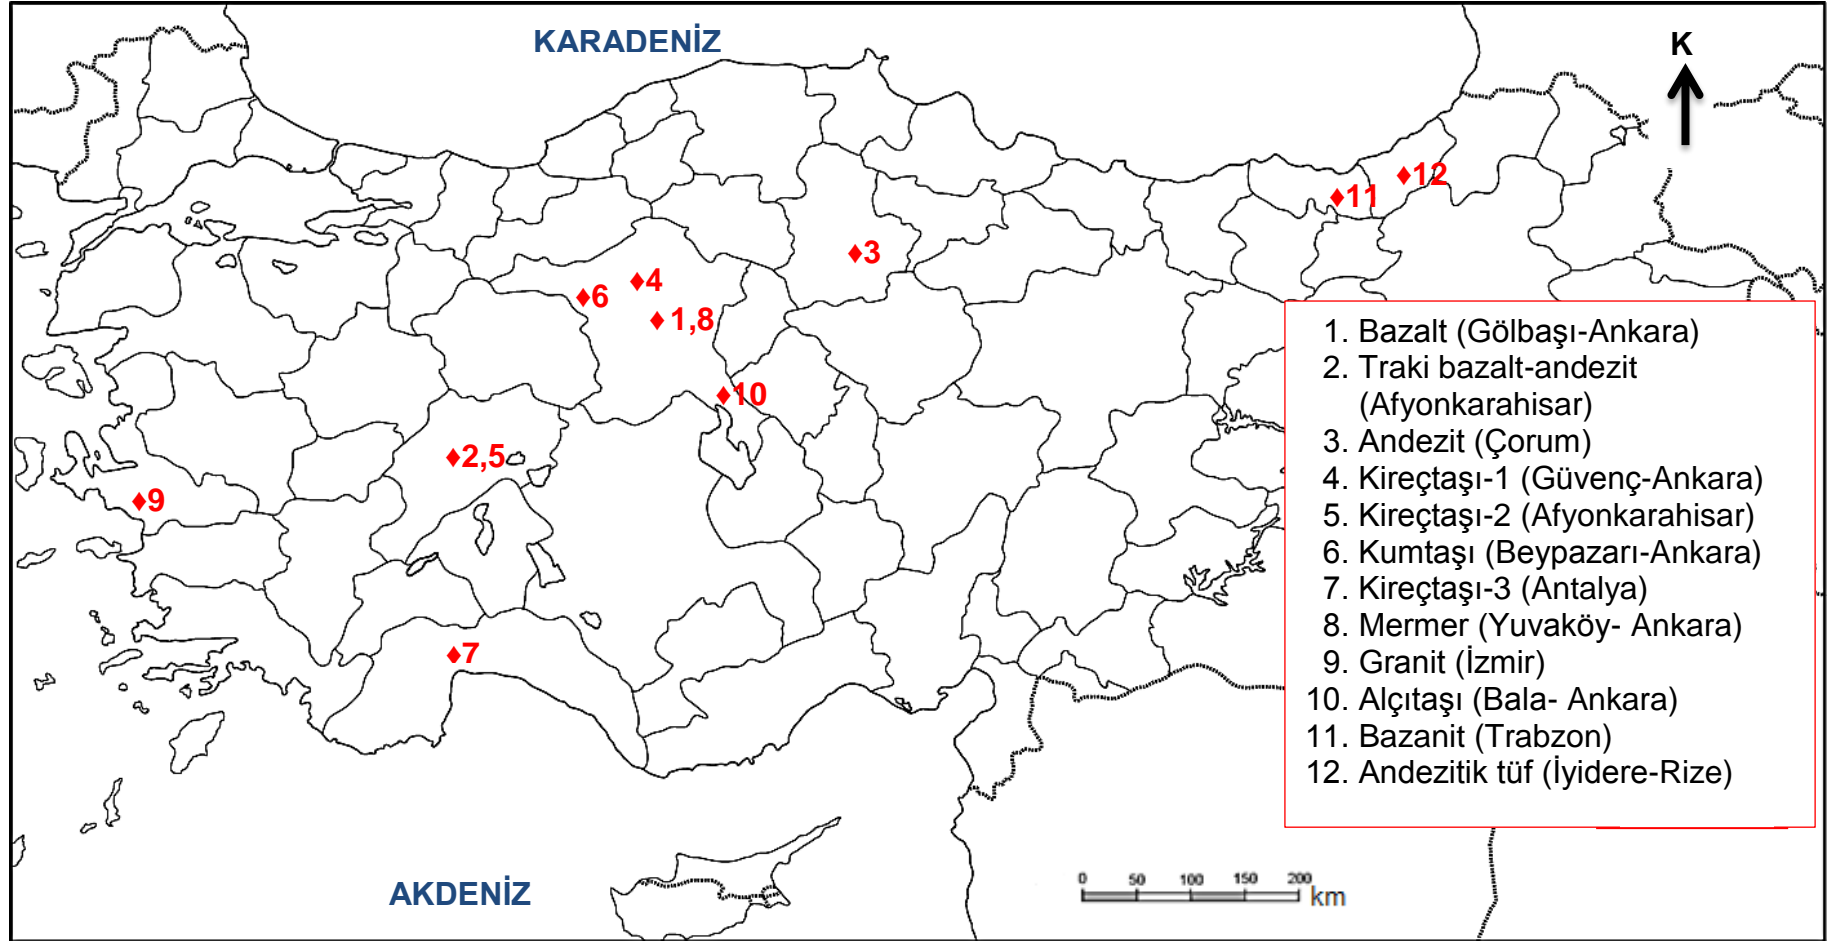 KARADENİZ
K
12
11
3
4
6
1,8
10
2,5
9
7
1. Bazalt (Gölbaşı-Ankara)
2. Traki bazalt-andezit
(Afyonkarahisar)
3. Andezit (Çorum)
4. Kireçtaşı-1 (Güvenç-Ankara)
5. Kireçtaşı-2 (Afyonkarahisar)
6. Kumtaşı (Beypazarı-Ankara)
7. Kireçtaşı-3 (Antalya)
8. Mermer (Yuvaköy- Ankara)
9. Granit (İzmir)
10. Alçıtaşı (Bala- Ankara)
11. Bazanit (Trabzon)
12. Andezitik tüf (İyidere-Rize)
0 50 100 150 200
km
AKDENİZ